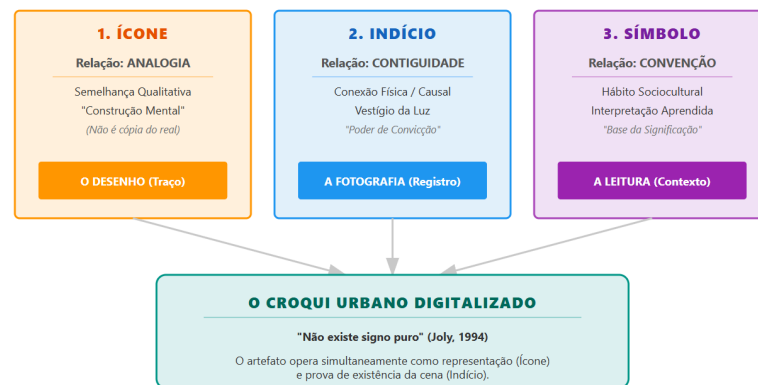 1. ÍCONE
Relação: ANALOGIA
Semelhança Qualitativa
"Construção Mental"
(Não é cópia do real)
O DESENHO (Traço)
2. INDÍCIO
Relação: CONTIGUIDADE
Conexão Física / Causal
Vestígio da Luz
"Poder de Convicção"
A FOTOGRAFIA (Registro)
3. SÍMBOLO
Relação: CONVENÇÃO
Hábito Sociocultural
Interpretação Aprendida
"Base da Significação"
A LEITURA (Contexto)
O CROQUI URBANO DIGITALIZADO
"Não existe signo puro" (Joly, 1994)
O artefato opera simultaneamente como representação (Ícone)
e prova de existência da cena (Indício).